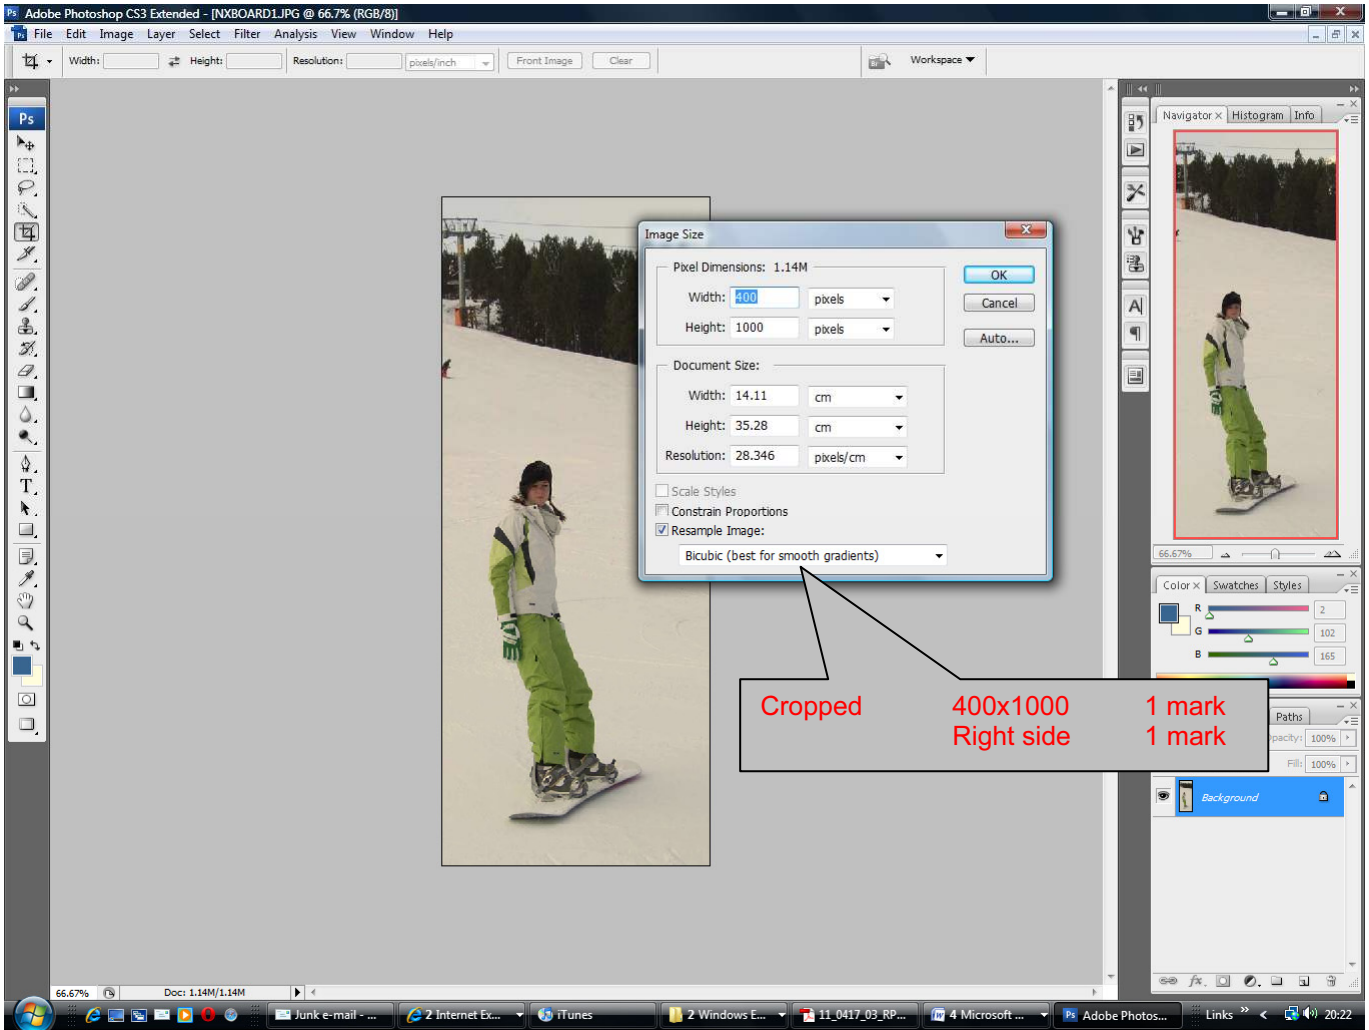 Ps Adobe Photoshop CS3 Extended - [NXBOARD1.JPG @ 66.7% (RGB/8)]
Ps File Edit Image Layer Select Filter Analysis View Window Help
Width: Height: Resolution: pixels/inch Front Image Clear Workspace
Ps
T
Image Size
Pixel Dimensions: 1.14M
Width: 400 pixels
Height: 1000 pixels
Document Size:
Width: 14.11 cm
Height: 35.28 cm
Resolution: 28.346 pixels/cm
Scale Styles
Constrain Proportions
Resample Image:
Bicubic (best for smooth gradients)
OK
Cancel
Auto...
Cropped 400x1000 1 mark
Right side 1 mark
Navigator x Histogram Info
A
66.67%
Color x Swatches Styles
R 2
G 102
B 165
Paths
pacity: 100%
Fill: 100%
Background
fx
66.67% Doc: 1.14M/1.14M
Junk e-mail - ... 2 Internet Ex... iTunes 2 Windows E... 11_0417_03_RP... 4 Microsoft ... Ps Adobe Photos... Links » < 20:22